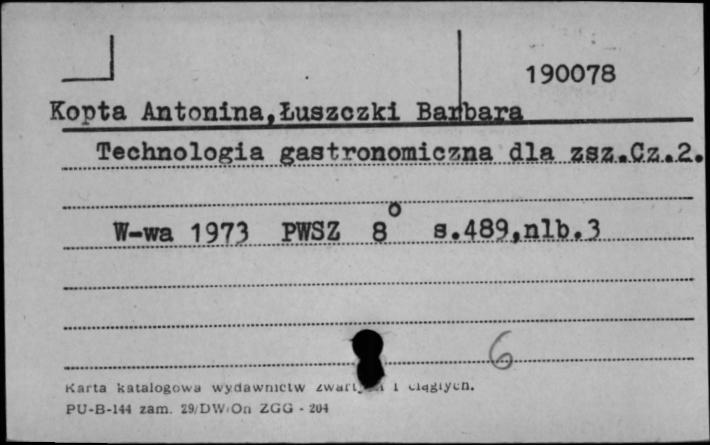 190078
Kopta Antonina,Łuszczki Barbara
Technologia gastronomiczna dla zsz.Cz.2.
W-wa 1973 PWSZ 8o s.489,nlb.3
6
Karta katalogowa wydawnictw zwartych i ciągłych.
PU-B-144 zam. 29/DW/On ZGG - 204